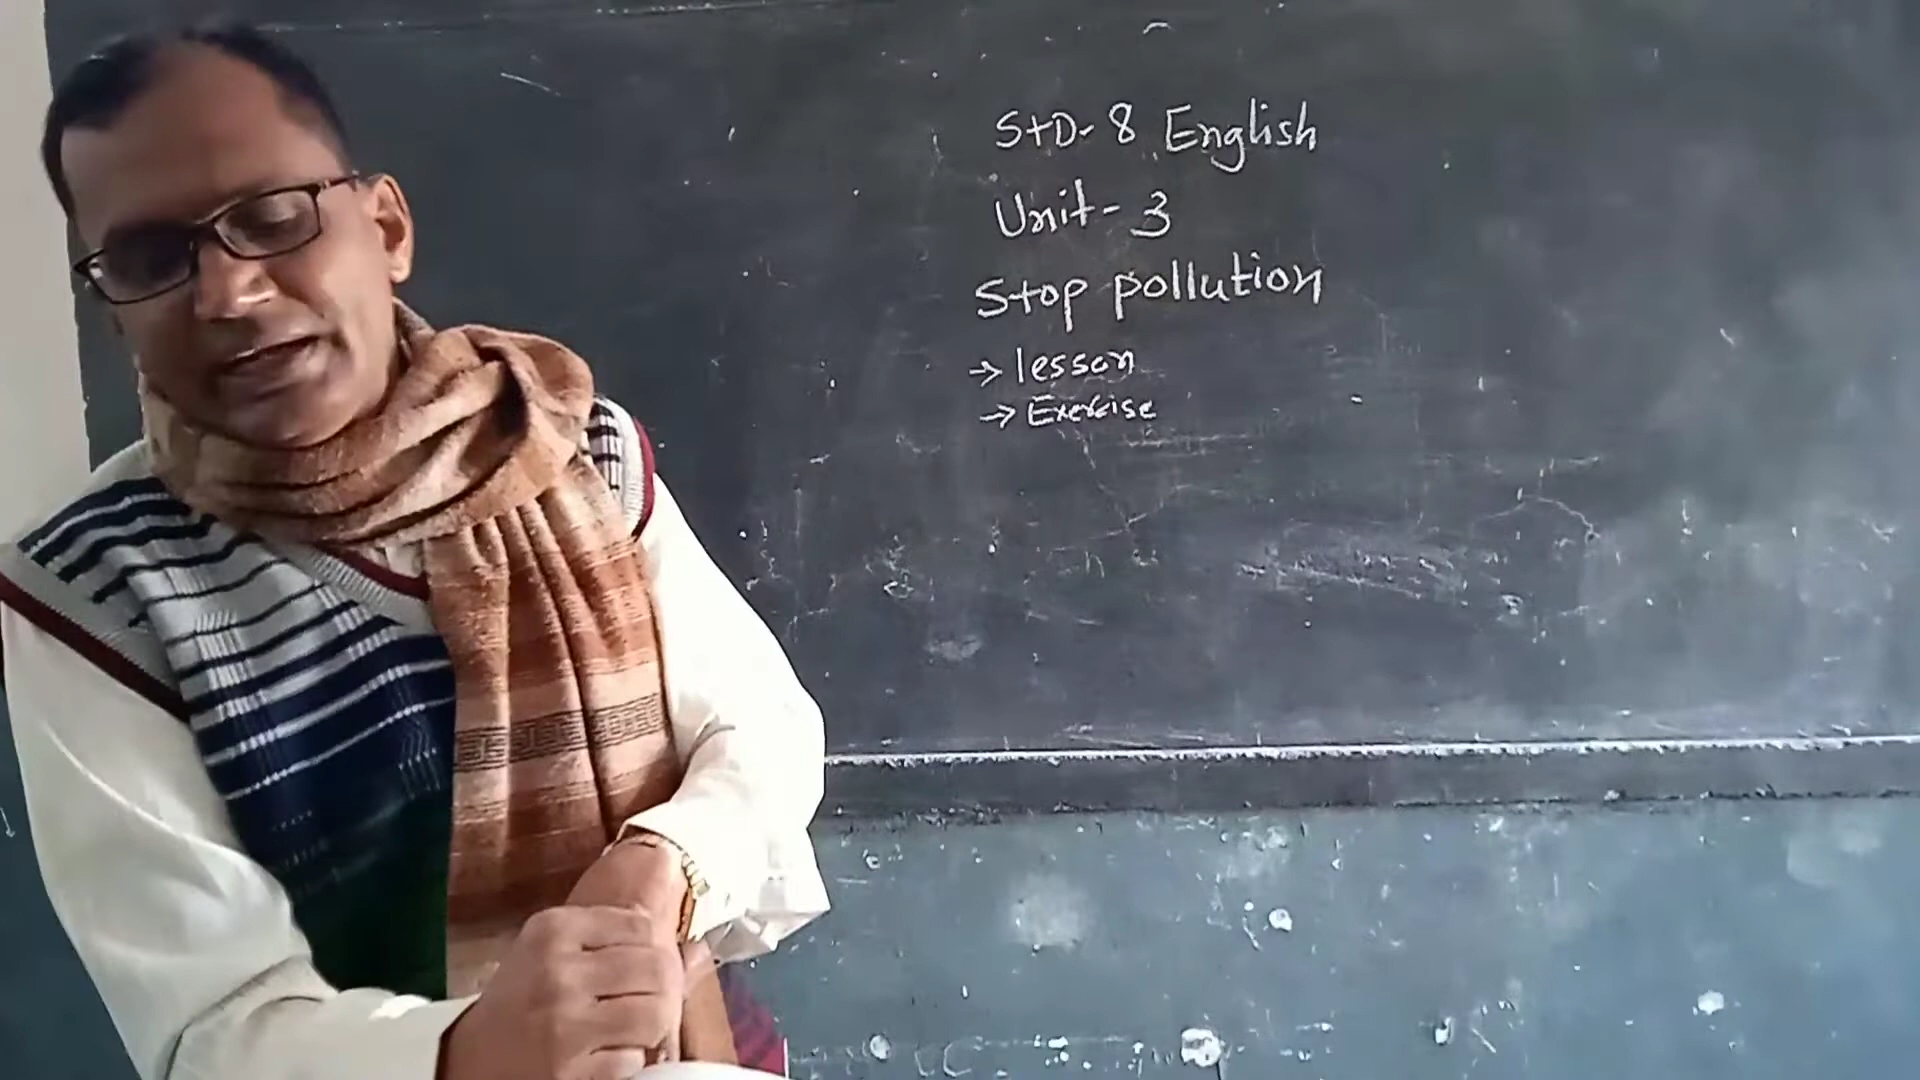 STD-8 English
Unit-3
Stop pollution
→ lesson
→ Exercise